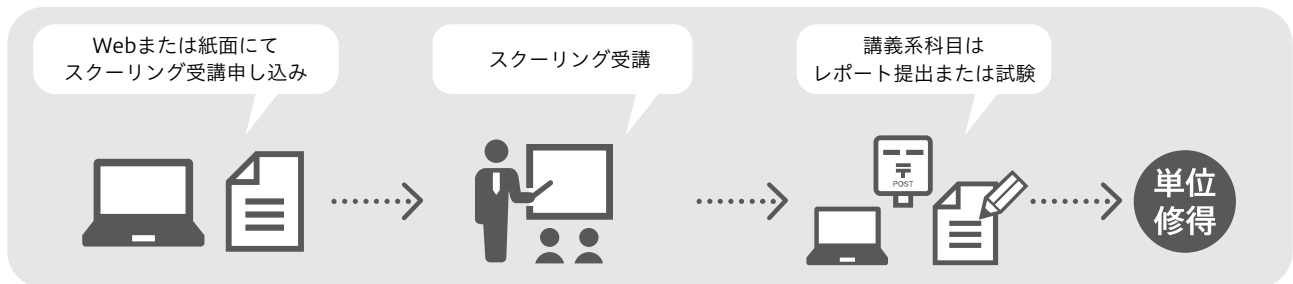 Webまたは紙面にて
スクーリング受講申し込み
スクーリング受講
講義系科目は
レポート提出または試験
〒
POST
単位
修得